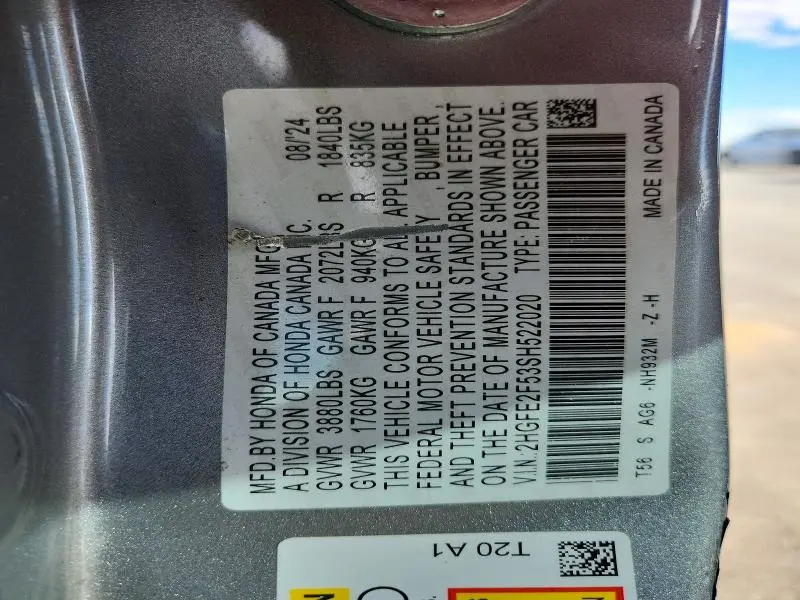 MFD.BY HONDA OF CANADA MFG. 08/'24
A DIVISION OF HONDA CANADA INC.
GVWR 3880LBS GAWR F 2072LBS R 1840LBS
GVWR 1760KG GAWR F 940KG R 835KG
THIS VEHICLE CONFORMS TO ALL APPLICABLE
FEDERAL MOTOR VEHICLE SAFETY , BUMPER ,
AND THEFT PREVENTION STANDARDS IN EFFECT
ON THE DATE OF MANUFACTURE SHOWN ABOVE.
V.I.N. 2HGFE2F53SH522020 TYPE: PASSENGER CAR
T56 S AG6 -NH932M -Z -H MADE IN CANADA
T20 A1